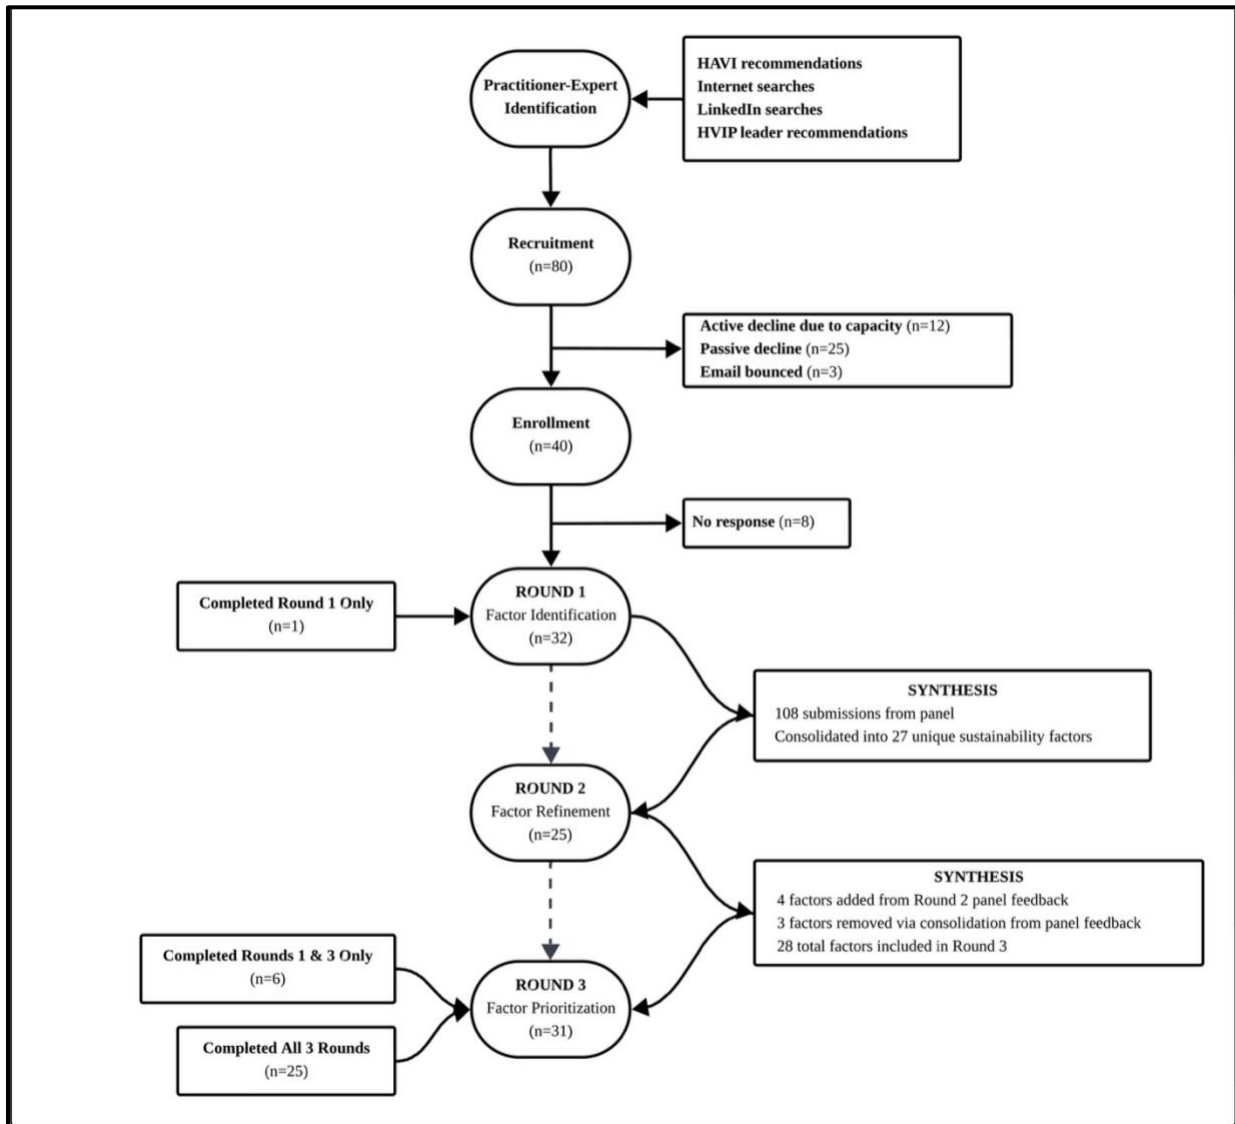 Practitioner-Expert
Identification
HAVI recommendations
Internet searches
LinkedIn searches
HVIP leader recommendations
Recruitment
(n=80)
Active decline due to capacity (n=12)
Passive decline (n=25)
Email bounced (n=3)
Enrollment
(n=40)
No response (n=8)
Completed Round 1 Only
(n=1)
ROUND 1
Factor Identification
(n=32)
SYNTHESIS
108 submissions from panel
Consolidated into 27 unique sustainability factors
ROUND 2
Factor Refinement
(n=25)
SYNTHESIS
4 factors added from Round 2 panel feedback
3 factors removed via consolidation from panel feedback
28 total factors included in Round 3
Completed Rounds 1 & 3 Only
(n=6)
ROUND 3
Factor Prioritization
(n=31)
Completed All 3 Rounds
(n=25)